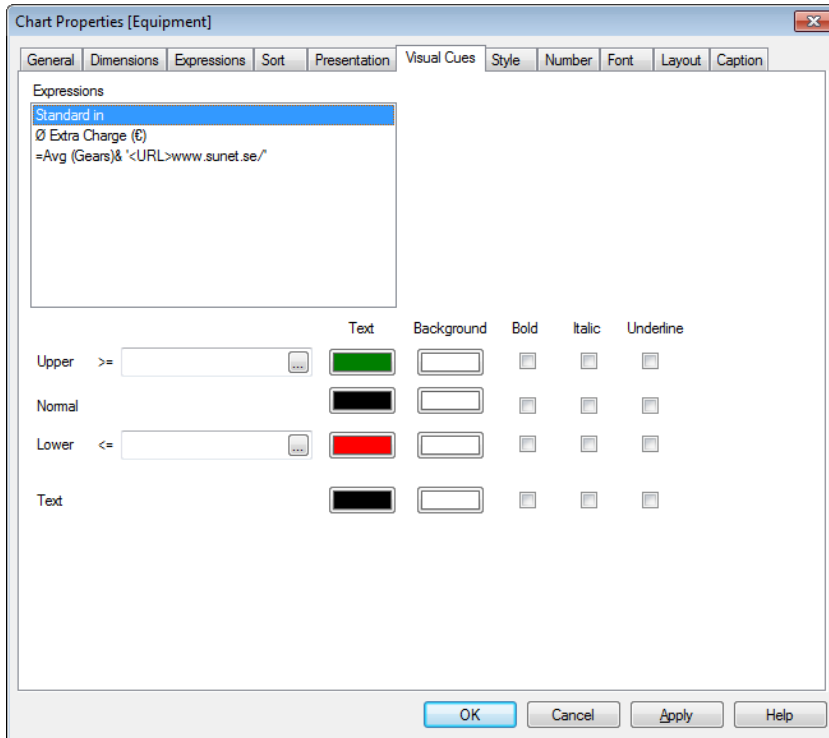 Chart Properties [Equipment]
General Dimensions Expressions Sort Presentation Visual Cues Style Number Font Layout Caption
Expressions
Standard in
Ø Extra Charge (€)
=Avg (Gears)& '<URL>www.sunet.se/'
Text Background Bold Italic Underline
Upper >= ...
Normal
Lower <= ...
Text
OK Cancel Apply Help